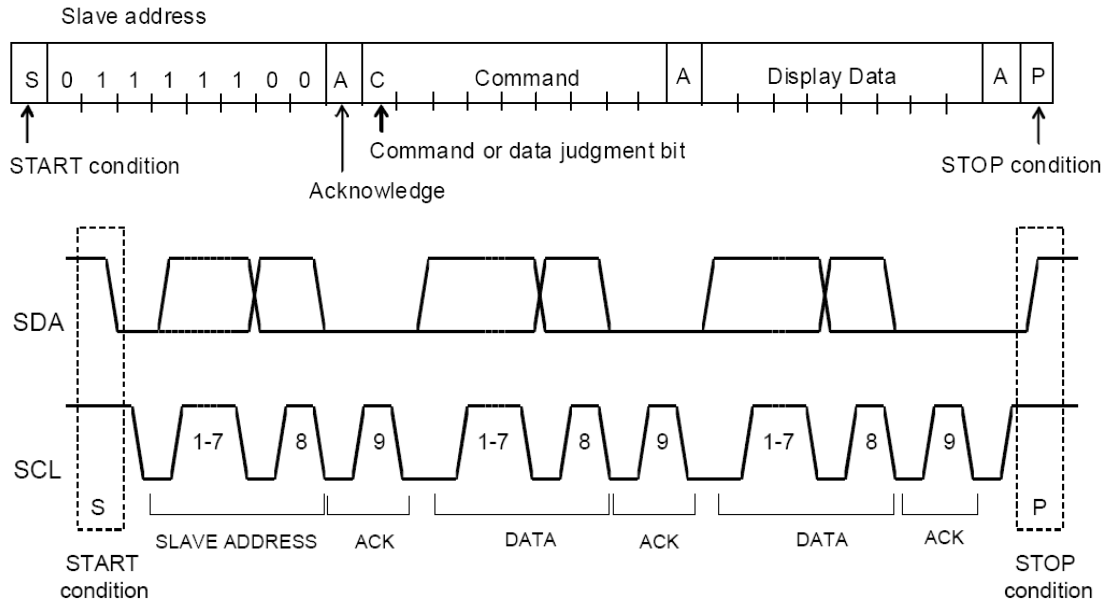 Slave address
S 0 1 1 1 1 1 0 0 A C Command A Display Data A P
START condition
Command or data judgment bit
STOP condition
Acknowledge
SDA
SCL
1-7 8 9 1-7 8 9 1-7 8 9
S P
SLAVE ADDRESS ACK DATA ACK DATA ACK
START
condition
STOP
condition